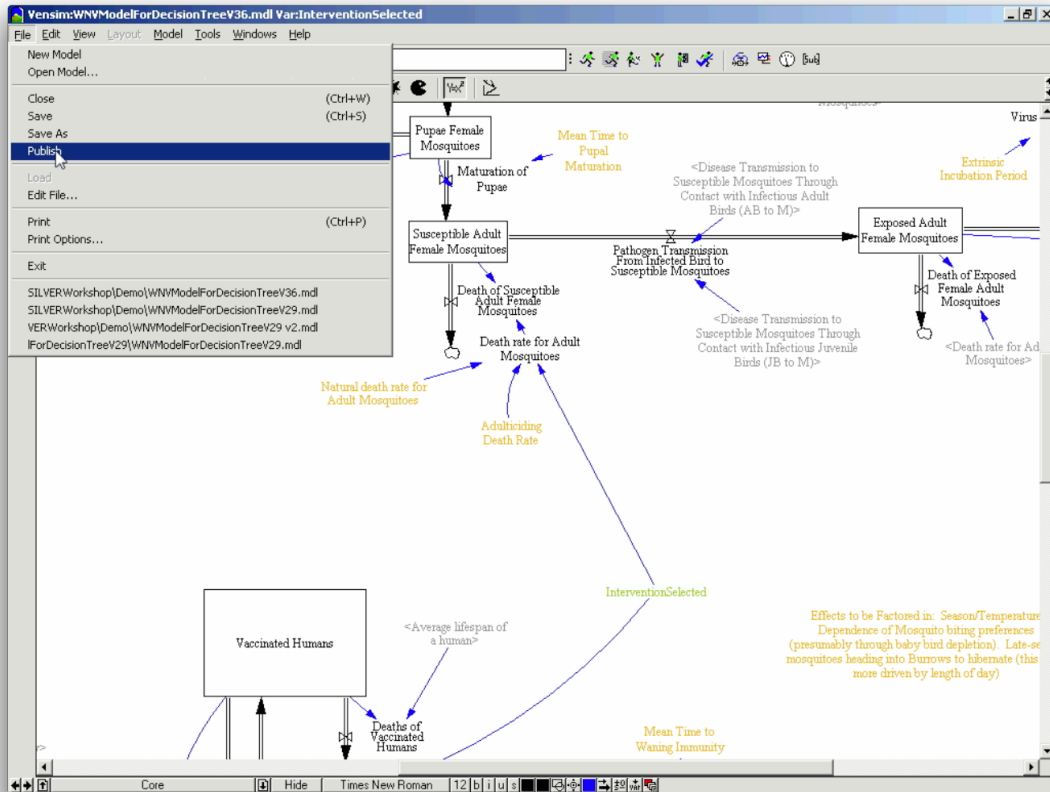 Vensim:WNVModelForDecisionTreeV36.mdl Var:InterventionSelected
File Edit View Layout Model Tools Windows Help
New Model
Open Model...
Close (Ctrl+W)
Save (Ctrl+S)
Save As
Publish
Load
Edit File...
Print (Ctrl+P)
Print Options...
Exit
SILVERWorkshop\Demo\WNVModelForDecisionTreeV36.mdl
SILVERWorkshop\Demo\WNVModelForDecisionTreeV29.mdl
VERWorkshop\Demo\WNVModelForDecisionTreeV29 v2.mdl
lForDecisionTreeV29\WNVModelForDecisionTreeV29.mdl
Sub
Y=x²
Mosquitoes>
Virus
Pupae Female
Mosquitoes
Mean Time to
Pupal
Maturation
Maturation of
Pupae
<Disease Transmission to
Susceptible Mosquitoes Through
Contact with Infectious Adult
Birds (AB to M)>
Extrinsic
Incubation Period
Susceptible Adult
Female Mosquitoes
Pathogen Transmission
From Infected Bird to
Susceptible Mosquitoes
Exposed Adult
Female Mosquitoes
Death of Susceptible
Adult Female
Mosquitoes
Death of Exposed
Female Adult
Mosquitoes
<Disease Transmission to
Susceptible Mosquitoes Through
Contact with Infectious Juvenile
Birds (JB to M)>
Death rate for Adult
Mosquitoes
<Death rate for Ad
Mosquitoes>
Natural death rate for
Adult Mosquitoes
Adulticiding
Death Rate
InterventionSelected
Vaccinated Humans
<Average lifespan of
a human>
Effects to be Factored in: Season/Temperature
Dependence of Mosquito biting preferences
(presumably through baby bird depletion). Late-se
mosquitoes heading into Burrows to hibernate (this
more driven by length of day)
Deaths of
Vaccinated
Humans
Mean Time to
Waning Immunity
Core Hide Times New Roman 12 b i u s